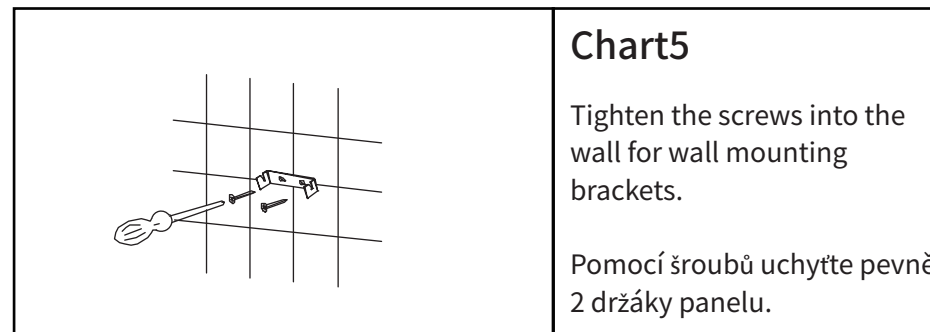 Chart5
Tighten the screws into the
wall for wall mounting
brackets.
Pomocí šroubů uchyťte pevně
2 držáky panelu.